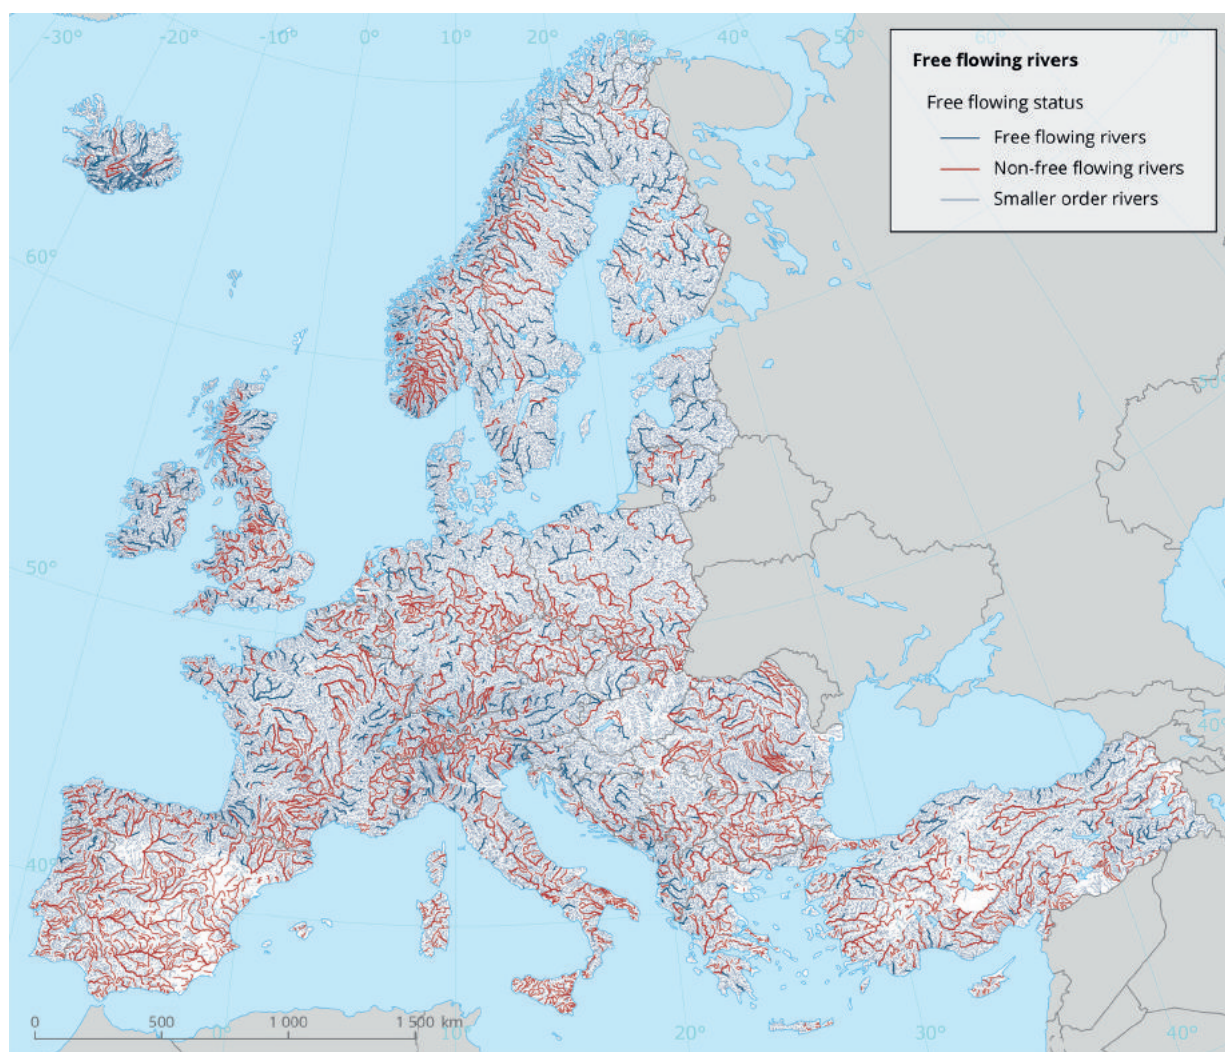 -30° -20° -10° 0° 10° 20° 30° 40° 50° 60° 70°
Free flowing rivers
Free flowing status
Free flowing rivers
Non-free flowing rivers
Smaller order rivers
60°
50°
50°
40°
40°
0 500 1 000 1 500 km
0° 20° 30° 40°